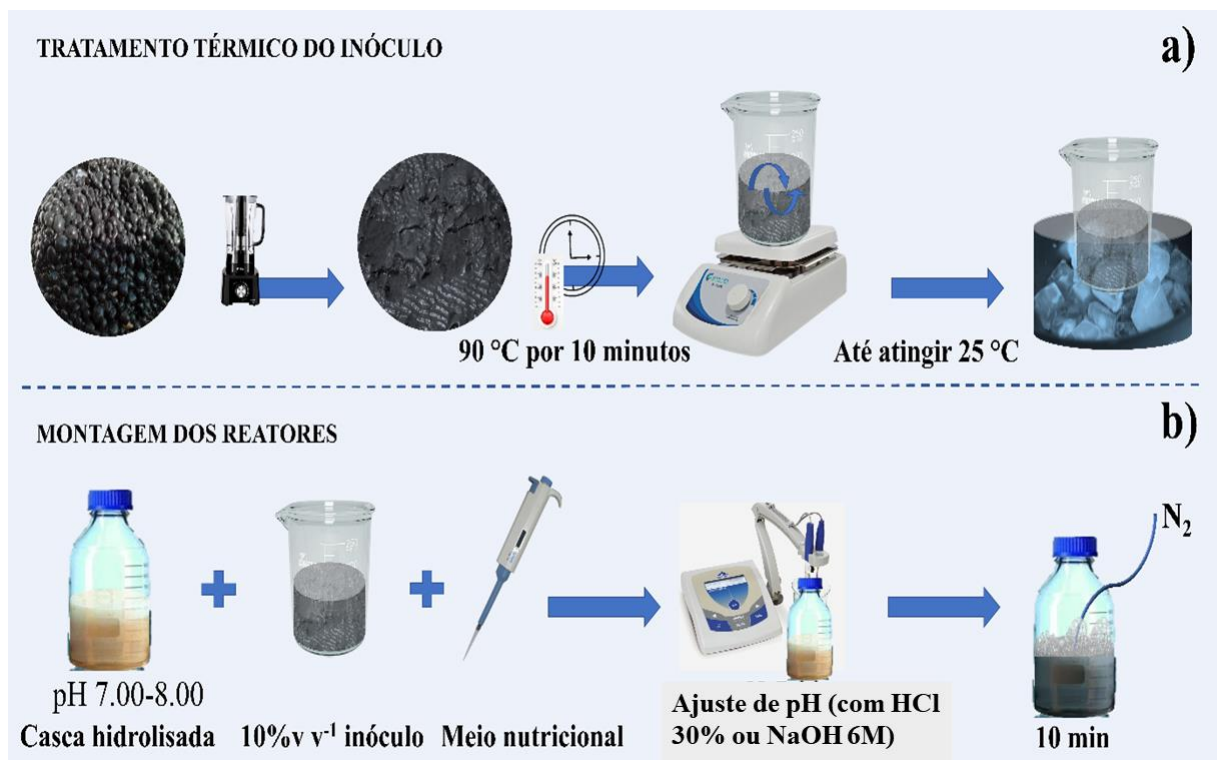 TRATAMENTO TÉRMICO DO INÓCULO
a)
90 °C por 10 minutos
Até atingir 25 °C
MONTAGEM DOS REATORES
b)
N₂
pH 7.00-8.00
Casca hidrolisada
10%v v⁻¹ inóculo
Meio nutricional
Ajuste de pH (com HCl
30% ou NaOH 6M)
10 min